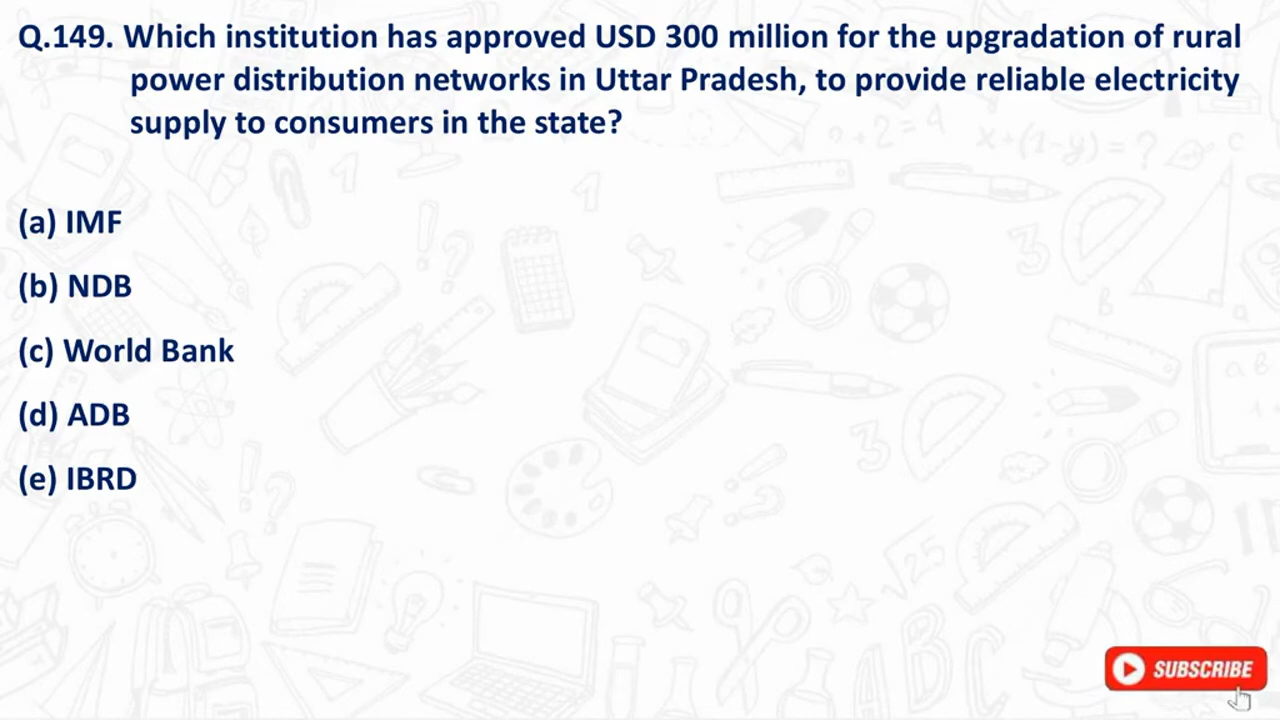 Q.149. Which institution has approved USD 300 million for the upgradation of rural
power distribution networks in Uttar Pradesh, to provide reliable electricity
supply to consumers in the state?
(a) IMF
(b) NDB
(c) World Bank
(d) ADB
(e) IBRD
SUBSCRIBE